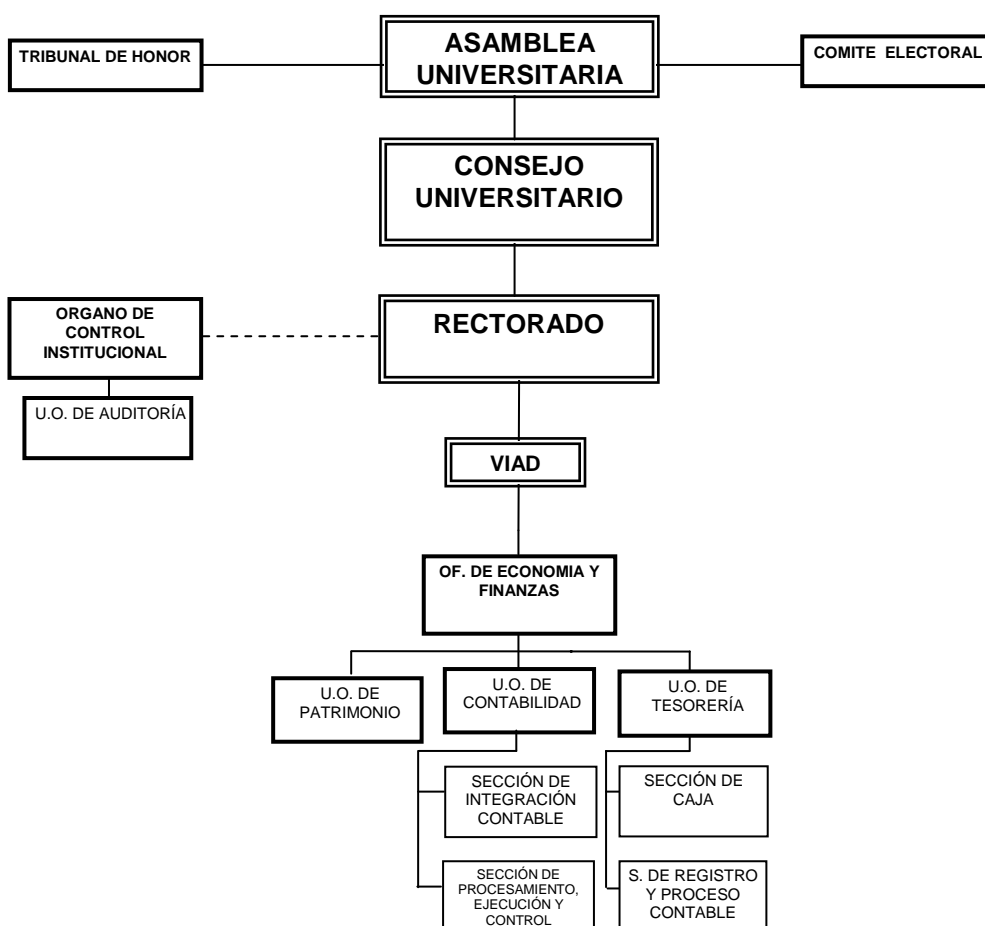 TRIBUNAL DE HONOR
ASAMBLEA
UNIVERSITARIA
COMITE ELECTORAL
CONSEJO
UNIVERSITARIO
ORGANO DE
CONTROL
INSTITUCIONAL
RECTORADO
U.O. DE AUDITORÍA
VIAD
OF. DE ECONOMIA Y
FINANZAS
U.O. DE
PATRIMONIO
U.O. DE
CONTABILIDAD
U.O. DE
TESORERÍA
SECCIÓN DE
INTEGRACIÓN
CONTABLE
SECCIÓN DE
CAJA
SECCIÓN DE
PROCESAMIENTO,
EJECUCIÓN Y
CONTROL
S. DE REGISTRO
Y PROCESO
CONTABLE